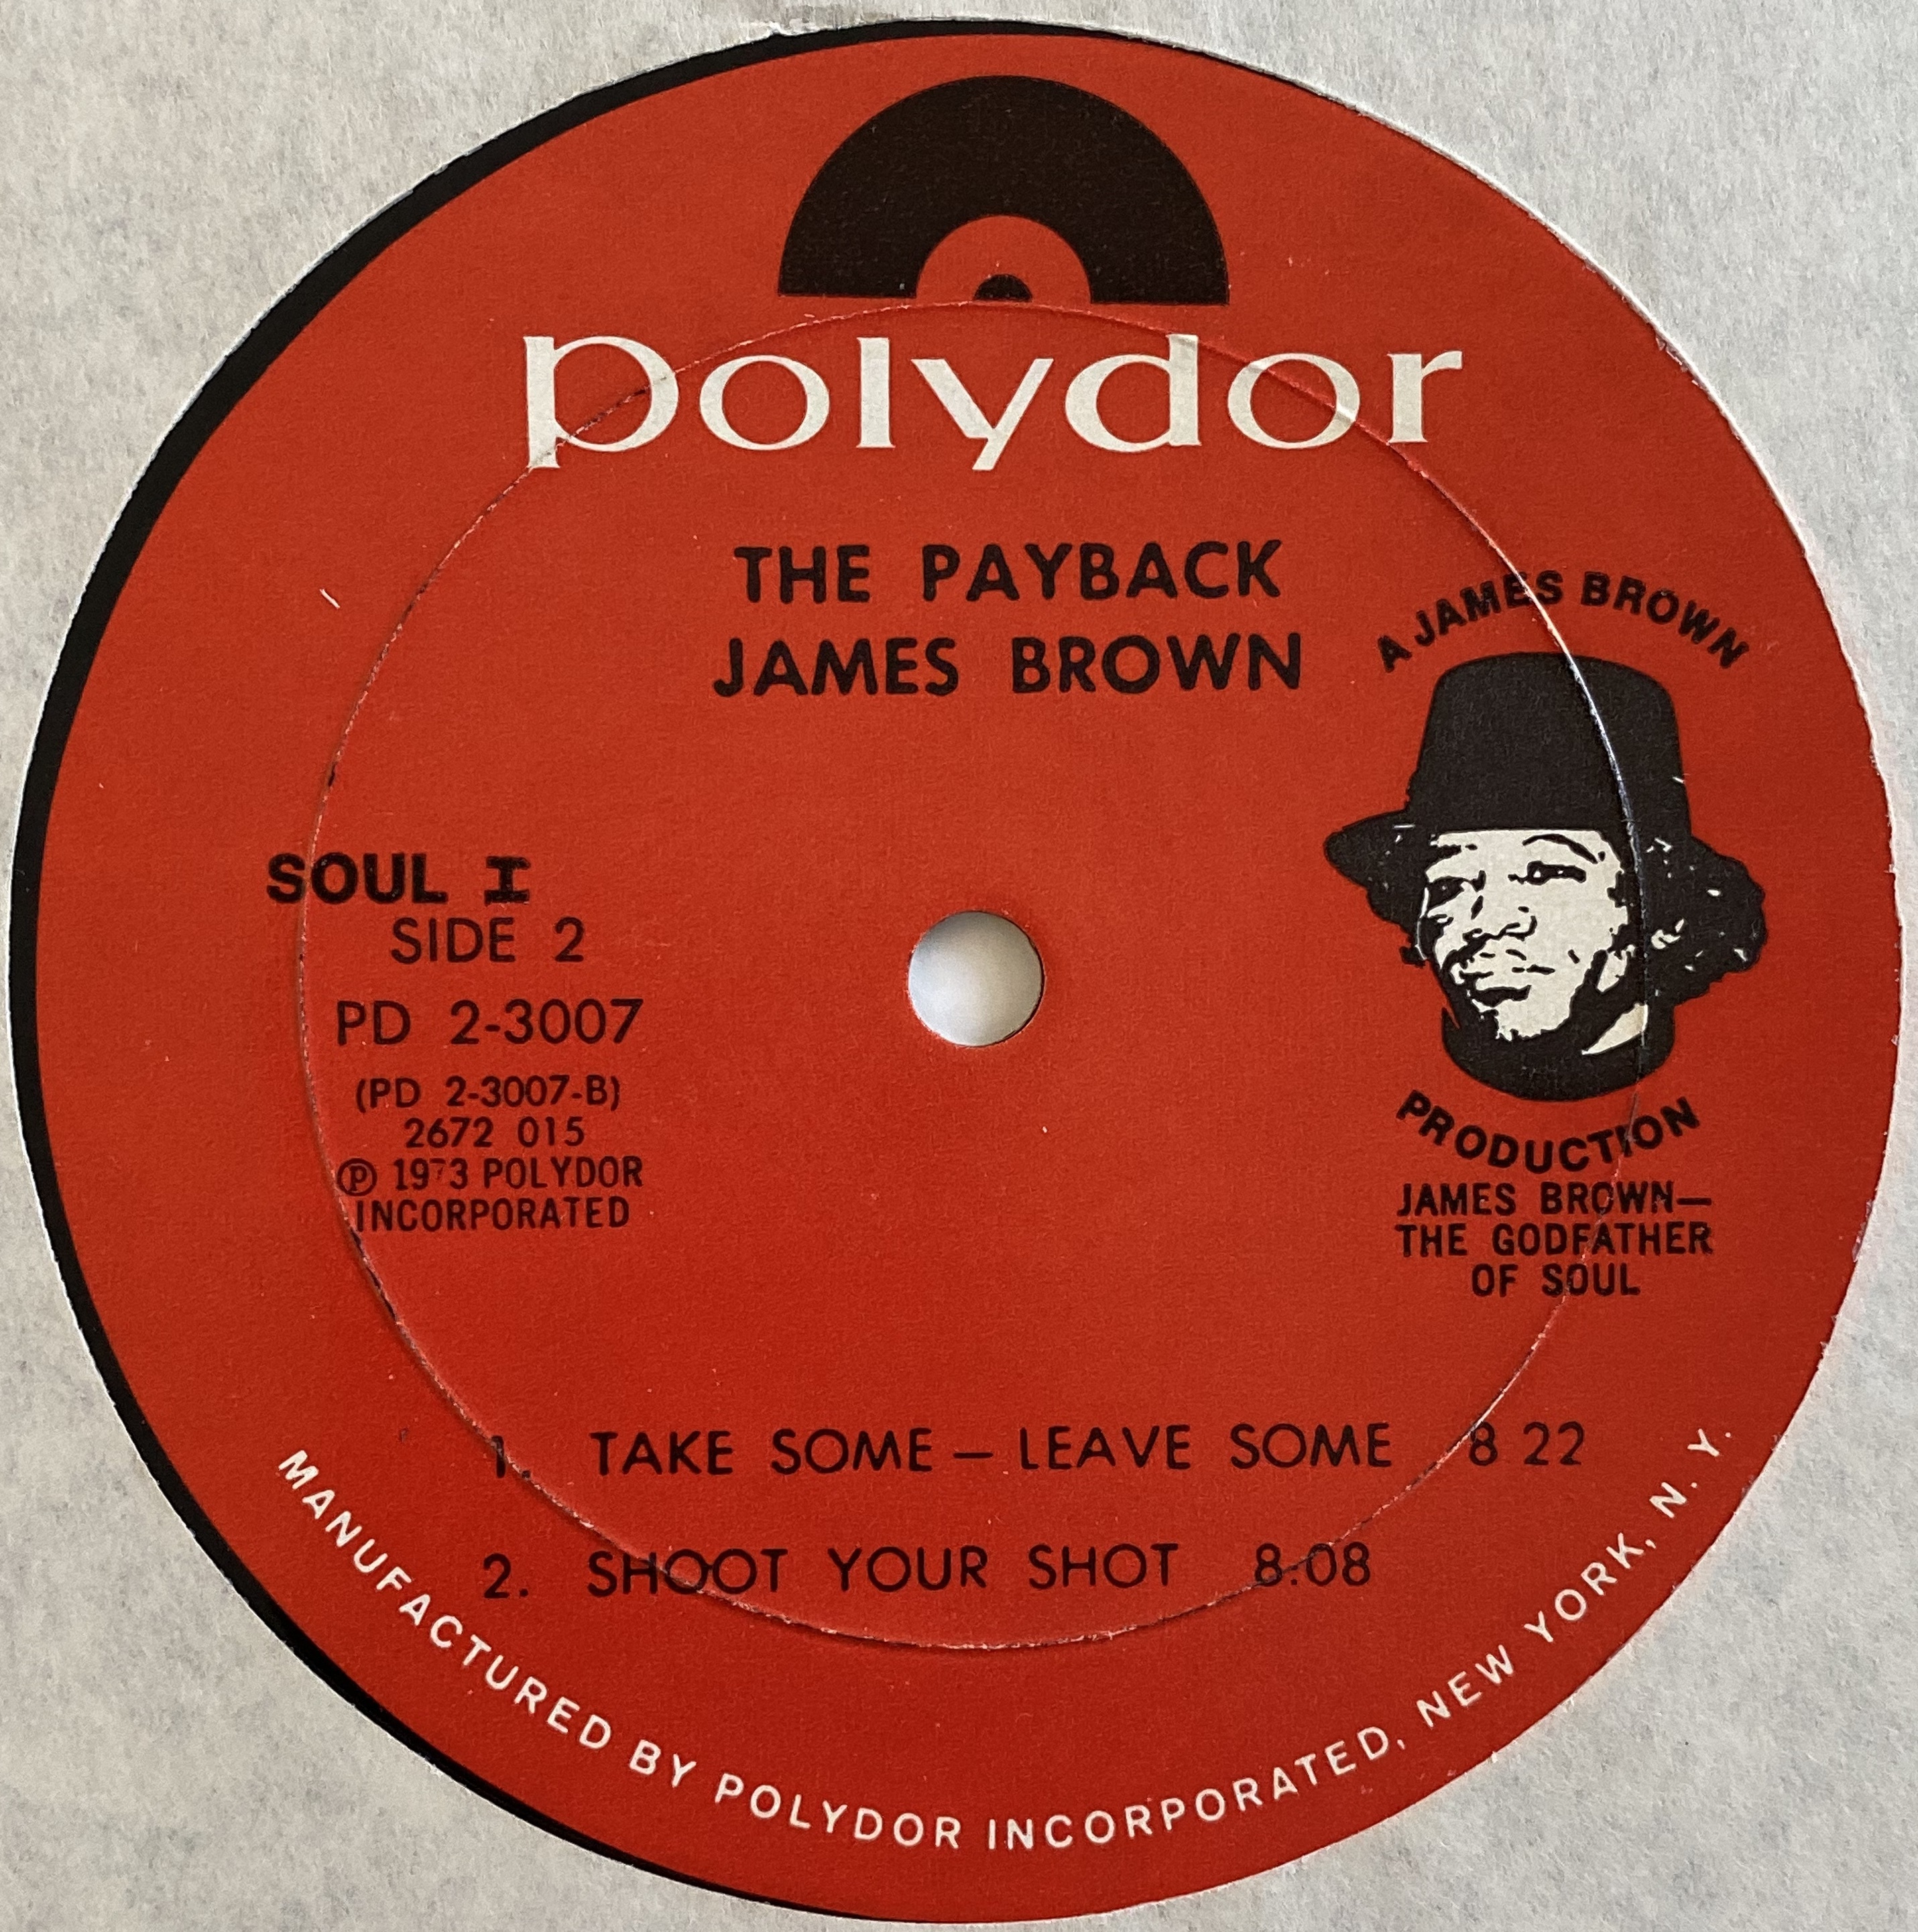 polydor
THE PAYBACK
JAMES BROWN
A JAMES BROWN
PRODUCTION
JAMES BROWN—
THE GODFATHER
OF SOUL
SOUL I
SIDE 2
PD 2-3007
(PD 2-3007-B)
2672 015
℗ 1973 POLYDOR
INCORPORATED
1. TAKE SOME — LEAVE SOME 8 22
2. SHOOT YOUR SHOT 8:08
MANUFACTURED BY POLYDOR INCORPORATED, NEW YORK, N. Y.